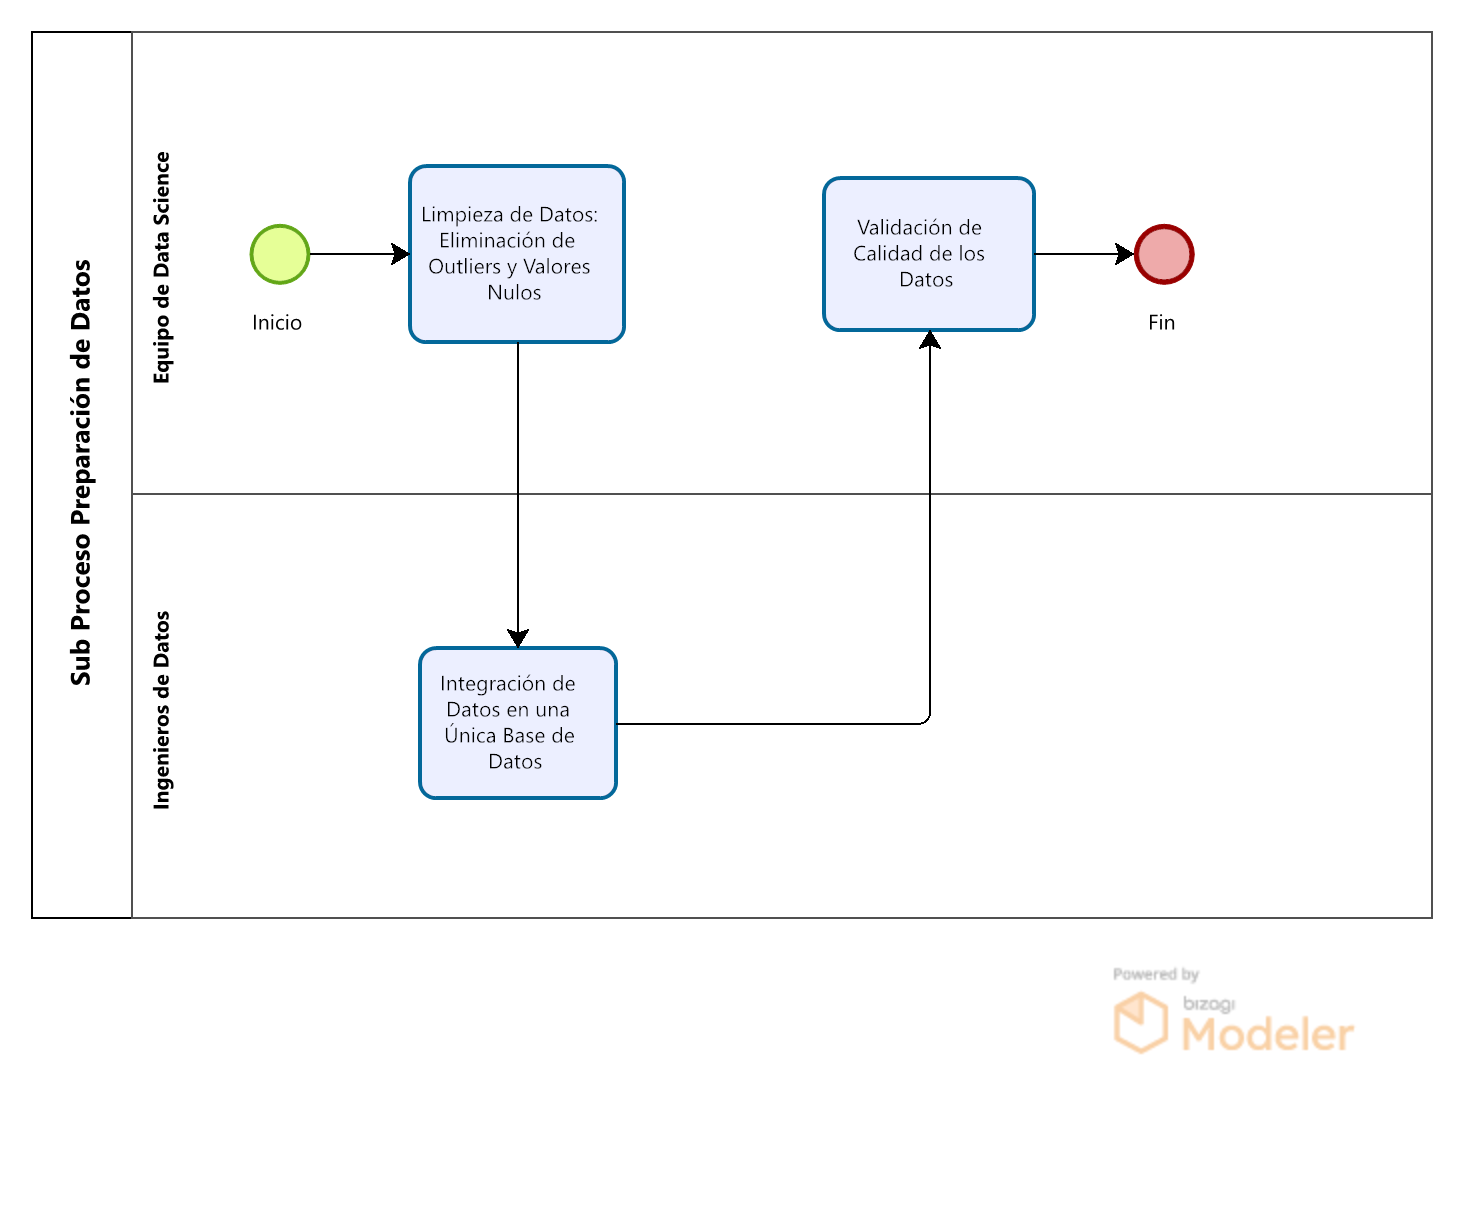 Sub Proceso Preparación de Datos
Equipo de Data Science
Inicio
Limpieza de Datos:
Eliminación de
Outliers y Valores
Nulos
Validación de
Calidad de los
Datos
Fin
Ingenieros de Datos
Integración de
Datos en una
Única Base de
Datos
Powered by
bizagi
Modeler